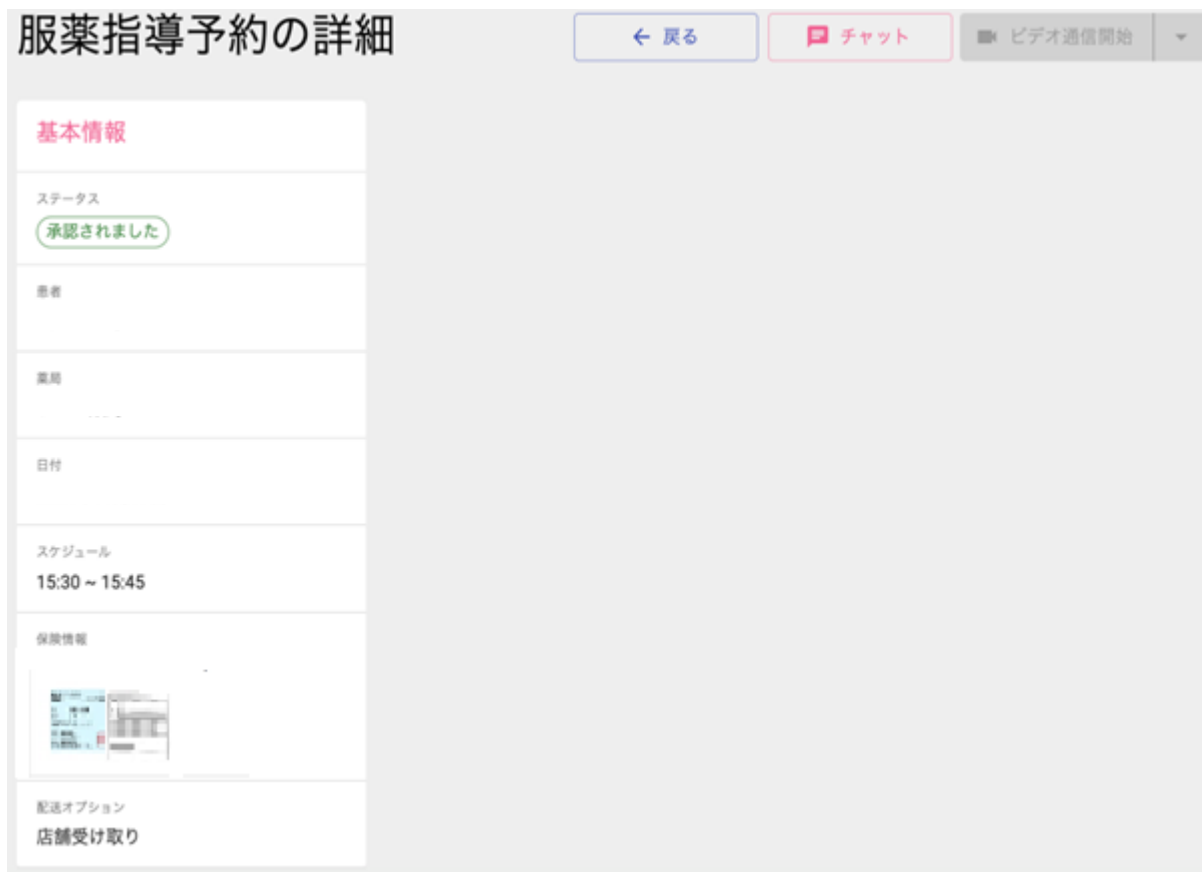 服薬指導予約の詳細
戻る
チャット
ビデオ通信開始
基本情報
ステータス
承認されました
患者
薬局
日付
スケジュール
15:30 ~ 15:45
保険情報
配送オプション
店舗受け取り